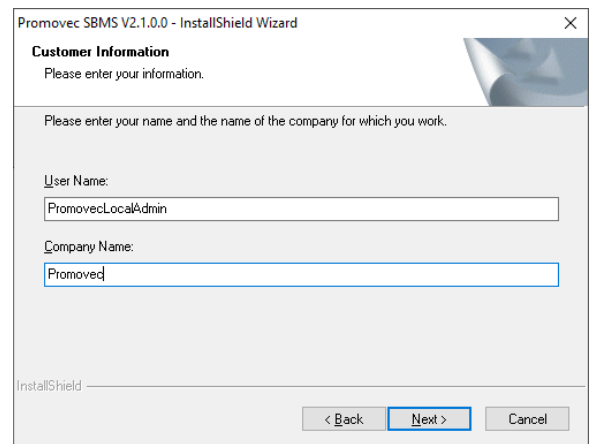 Promovec SBMS V2.1.0.0 - InstallShield Wizard
Customer Information
Please enter your information.
Please enter your name and the name of the company for which you work.
User Name:
PromovecLocalAdmin
Company Name:
Promovec
InstallShield
< Back Next > Cancel